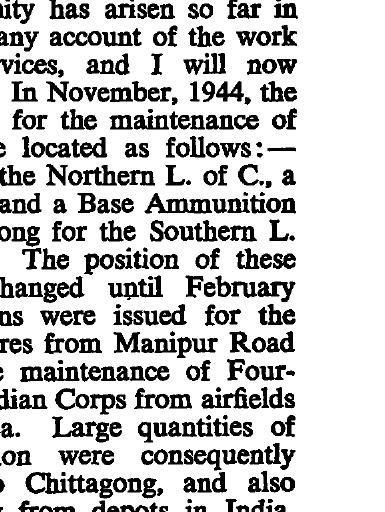 ity has arisen so far in
any account of the work
vices, and I will now
In November, 1944, the
for the maintenance of
e located as follows:—
the Northern L. of C., a
and a Base Ammunition
ong for the Southern L.
The position of these
hanged until February
ns were issued for the
res from Manipur Road
e maintenance of Four-
dian Corps from airfields
a. Large quantities of
ion were consequently
o Chittagong, and also
from depots in India.